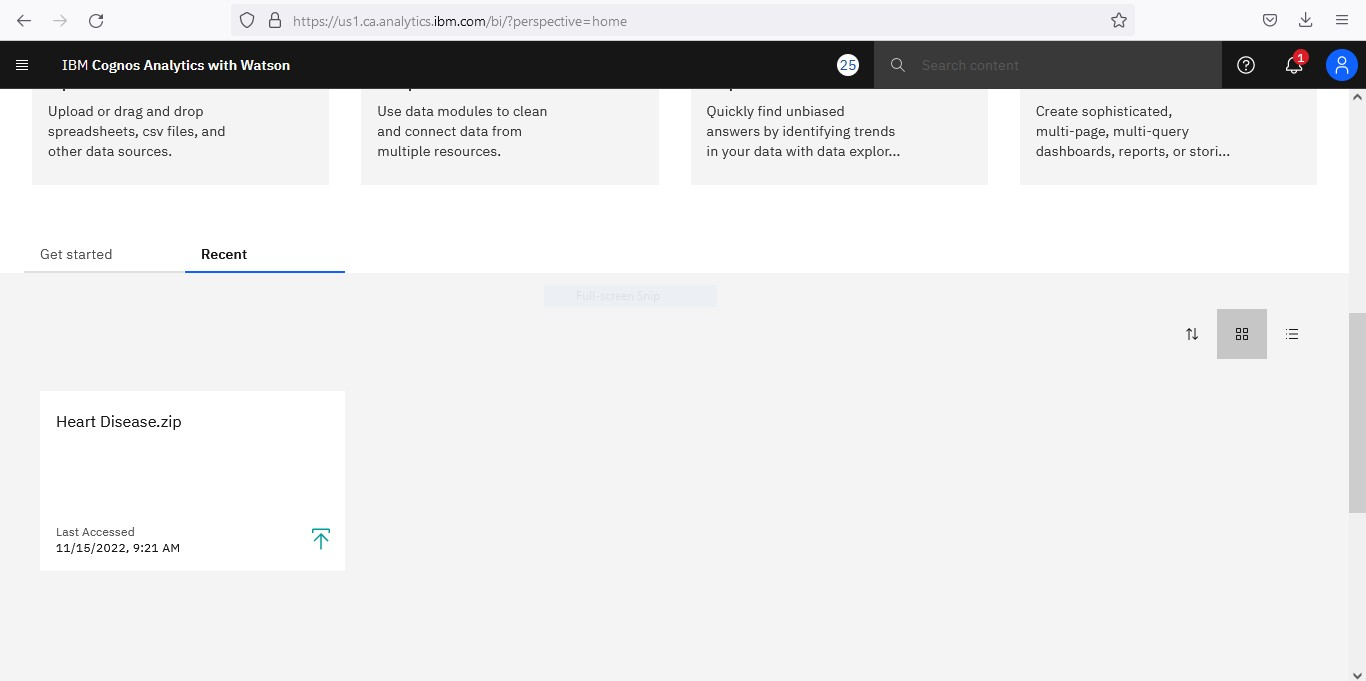 https://us1.ca.analytics.ibm.com/bi/?perspective=home
IBM Cognos Analytics with Watson
25
Search content
1
Upload or drag and drop
spreadsheets, csv files, and
other data sources.
Use data modules to clean
and connect data from
multiple resources.
Quickly find unbiased
answers by identifying trends
in your data with data explor...
Create sophisticated,
multi-page, multi-query
dashboards, reports, or stori...
Get started
Recent
Full-screen Snip
Heart Disease.zip
Last Accessed
11/15/2022, 9:21 AM